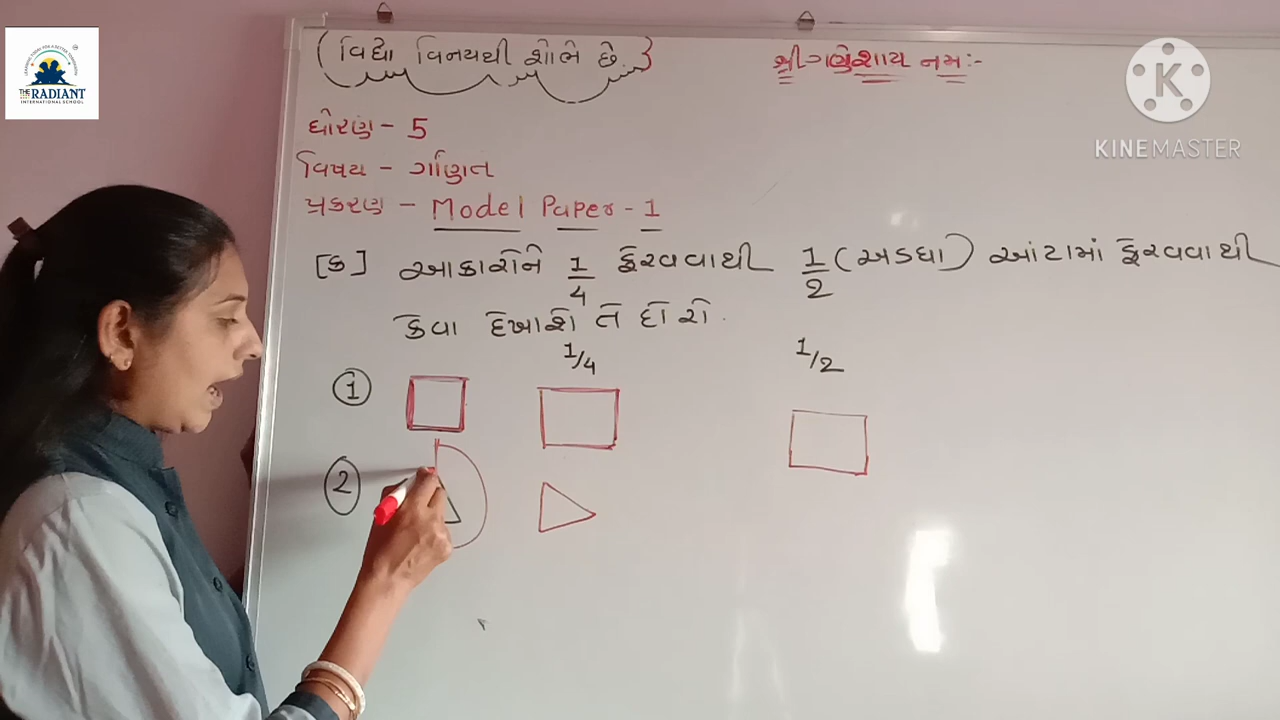 (વિદ્યા વિનયથી શોભે છે.)
શ્રી ગણેશાય નમઃ-
THE RADIANT
INTERNATIONAL SCHOOL
K
KINEMASTER
ધોરણ - 5
વિષય - ગણિત
પ્રકરણ - Model Paper - 1
[ક] આકારોને 1/4 ફેરવવાથી 1/2 (અડધા) આંટામાં ફેરવવાથી
કેવા દેખાશે તે દોરો.
1/4 1/2
1
2